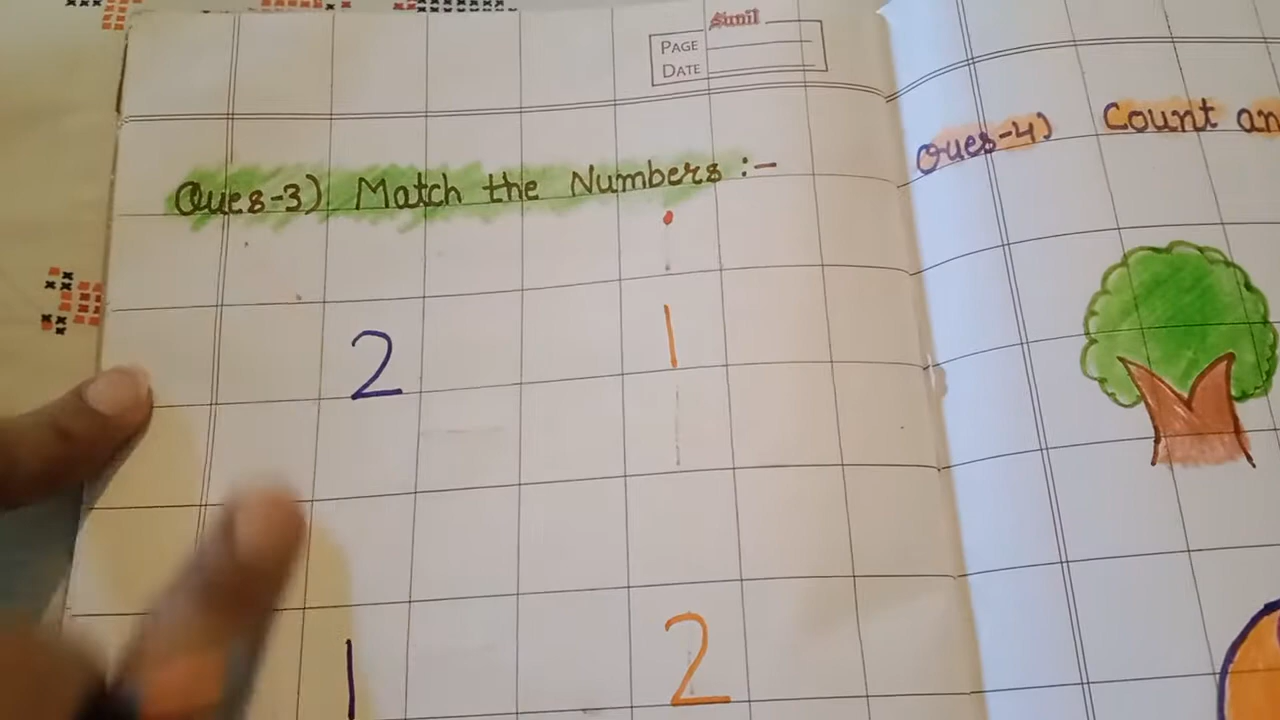 Sunil
PAGE
DATE
Ques-3) Match the Numbers :-
2 1
1 2
Ques-4) Count an